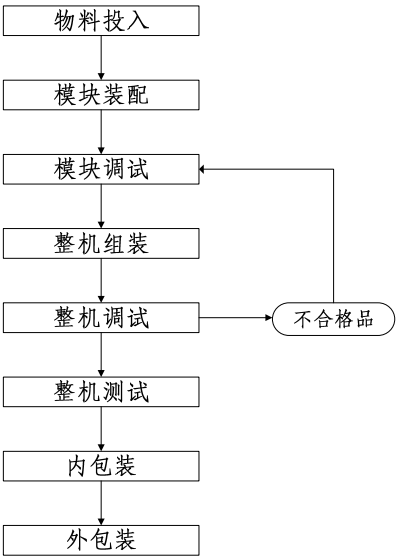 物料投入
模块装配
模块调试
整机组装
整机调试
不合格品
整机测试
内包装
外包装